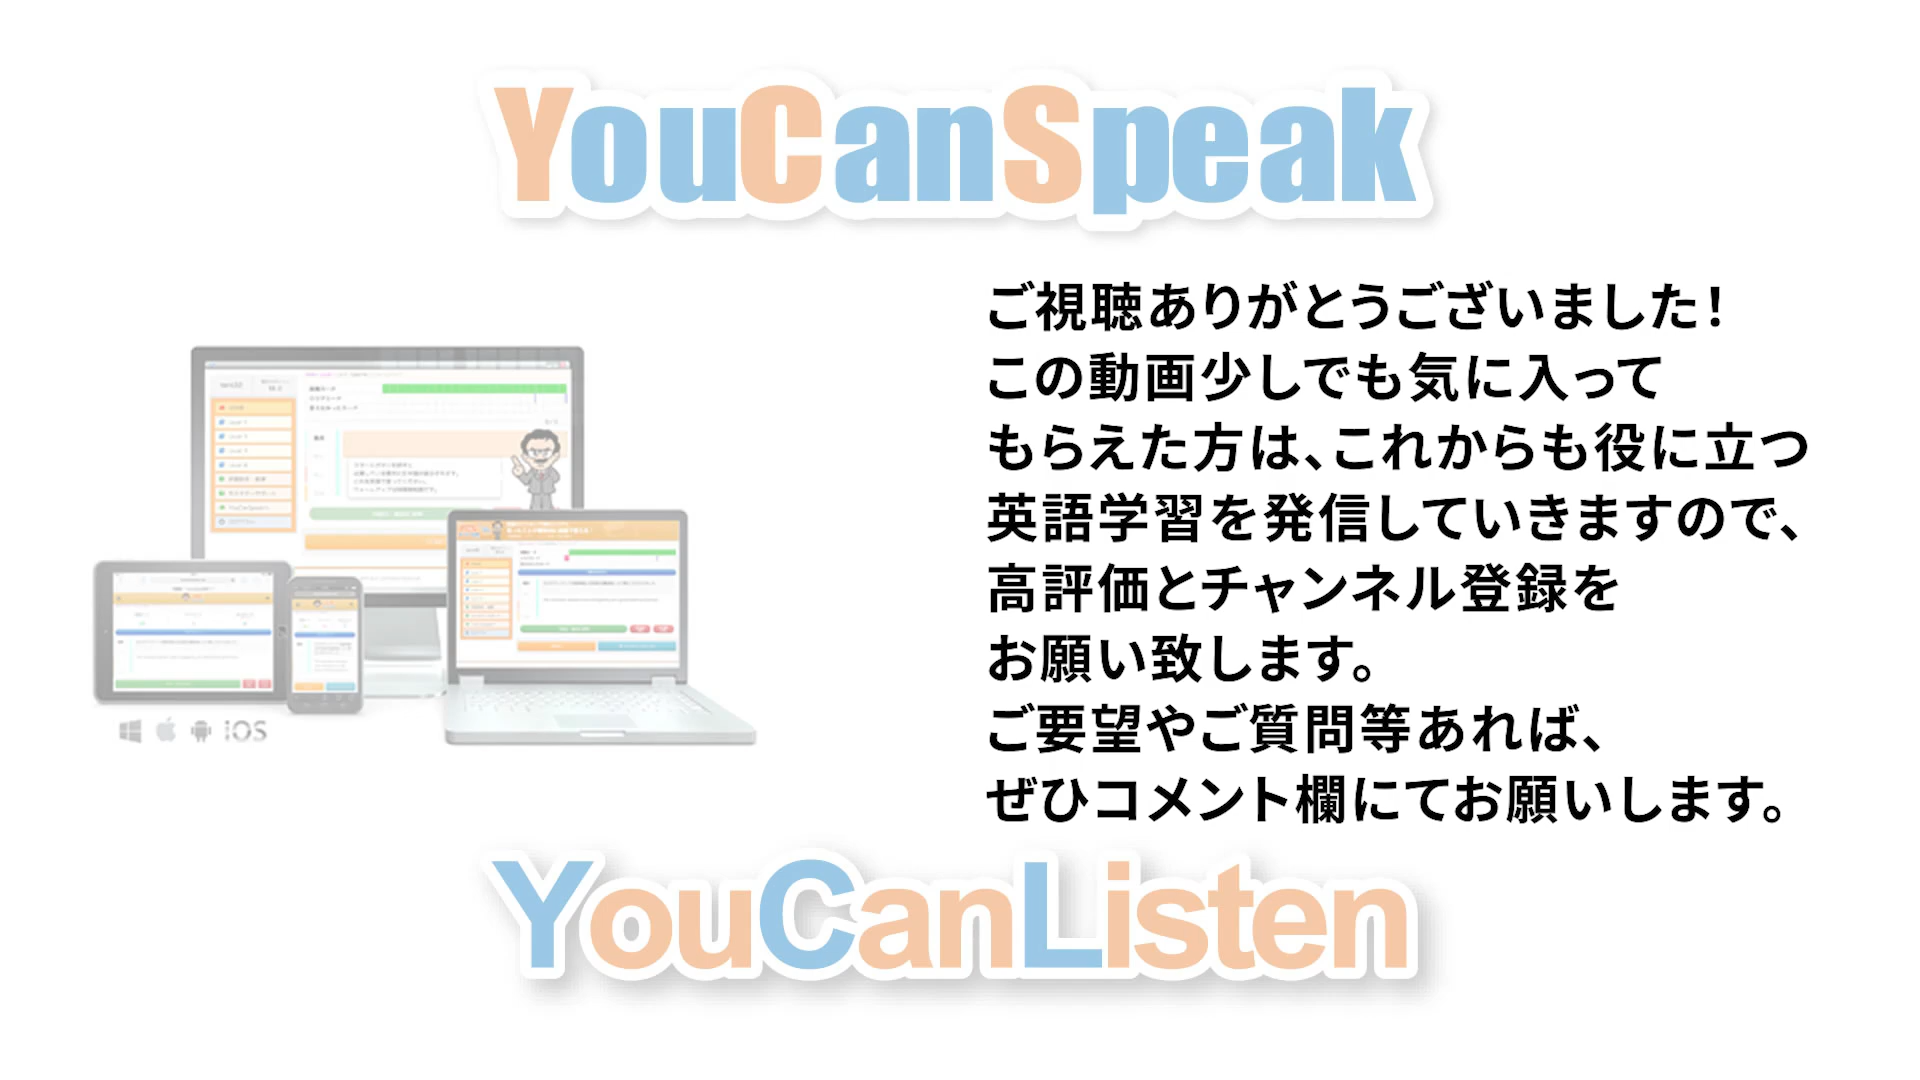 YouCanSpeak
ご視聴ありがとうございました!
この動画少しでも気に入って
もらえた方は、これからも役に立つ
英語学習を発信していきますので、
高評価とチャンネル登録を
お願い致します。
ご要望やご質問等あれば、
ぜひコメント欄にてお願いします。
iOS
YouCanListen